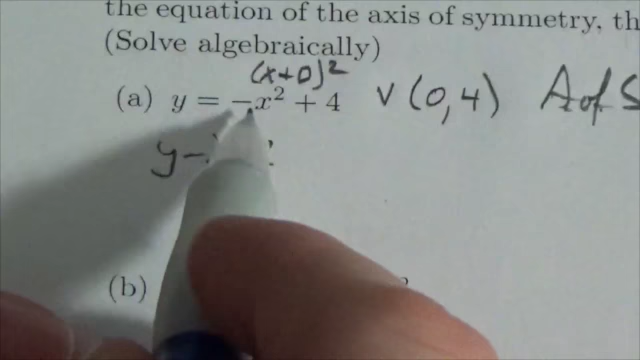 the equation of the axis of symmetry, th
(Solve algebraically)
(x+0)²
(a) y = −x² + 4 V(0,4) A of S
y −
(b)